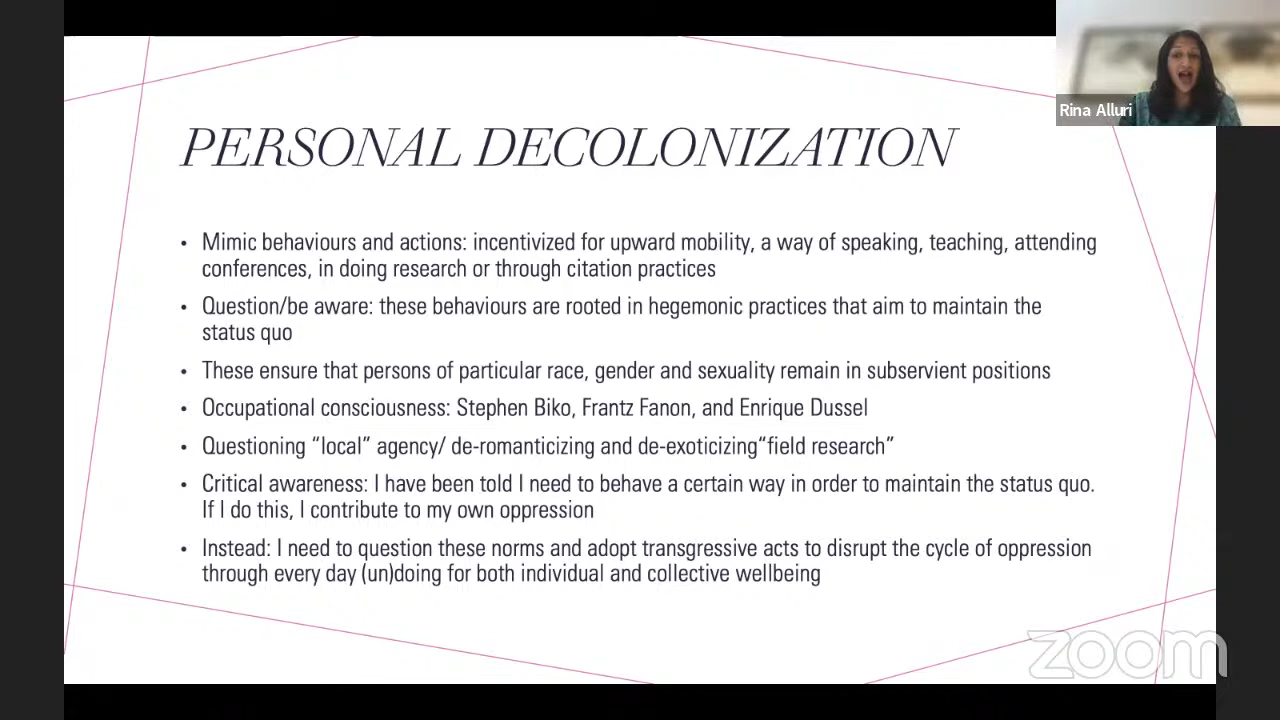 Rina Alluri
PERSONAL DECOLONIZATION
• Mimic behaviours and actions: incentivized for upward mobility, a way of speaking, teaching, attending
conferences, in doing research or through citation practices
• Question/be aware: these behaviours are rooted in hegemonic practices that aim to maintain the
status quo
• These ensure that persons of particular race, gender and sexuality remain in subservient positions
• Occupational consciousness: Stephen Biko, Frantz Fanon, and Enrique Dussel
• Questioning “local” agency/ de-romanticizing and de-exoticizing“field research”
• Critical awareness: I have been told I need to behave a certain way in order to maintain the status quo.
If I do this, I contribute to my own oppression
• Instead: I need to question these norms and adopt transgressive acts to disrupt the cycle of oppression
through every day (un)doing for both individual and collective wellbeing
zoom